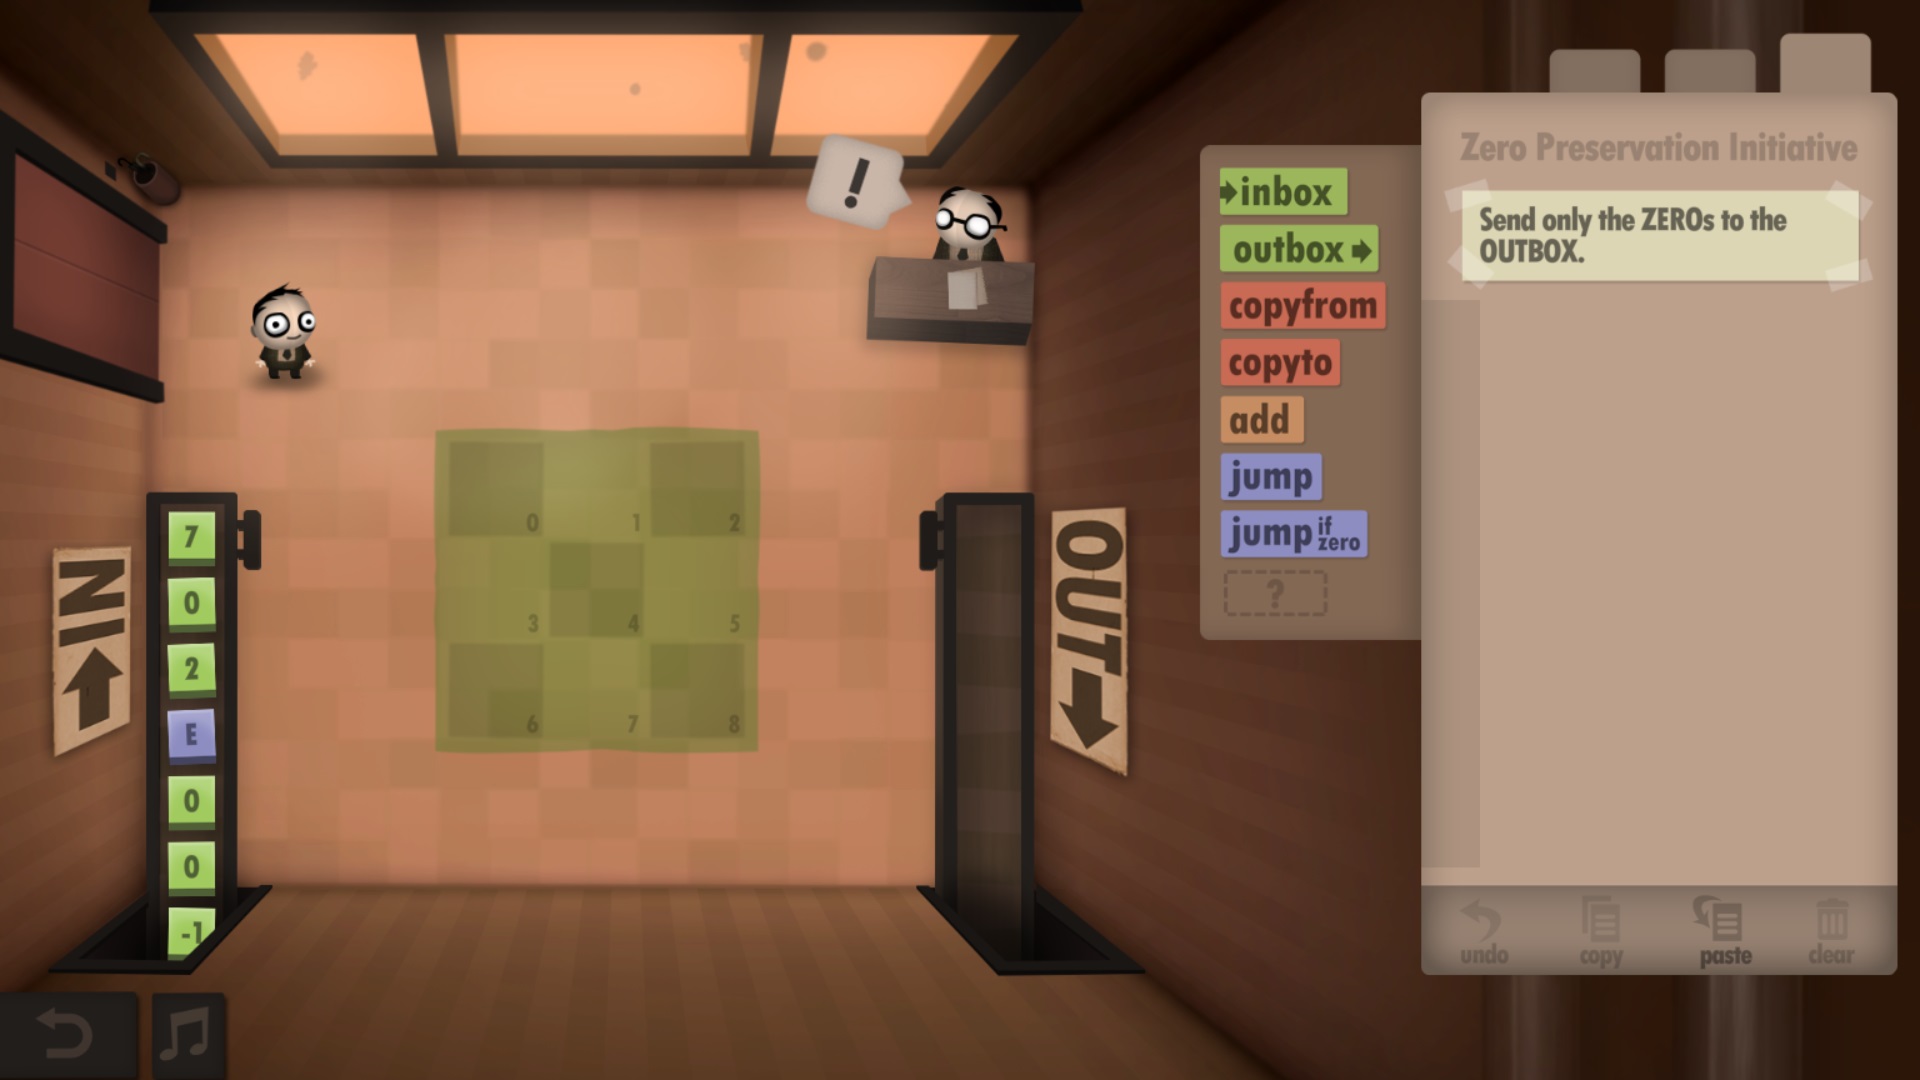 Zero Preservation Initiative
Send only the ZEROs to the
OUTBOX.
inbox
outbox
copyfrom
copyto
add
jump
jump if zero
?
!
IN
7
0
2
E
0
0
-1
0 1 2
3 4 5
6 7 8
OUT
undo copy paste clear